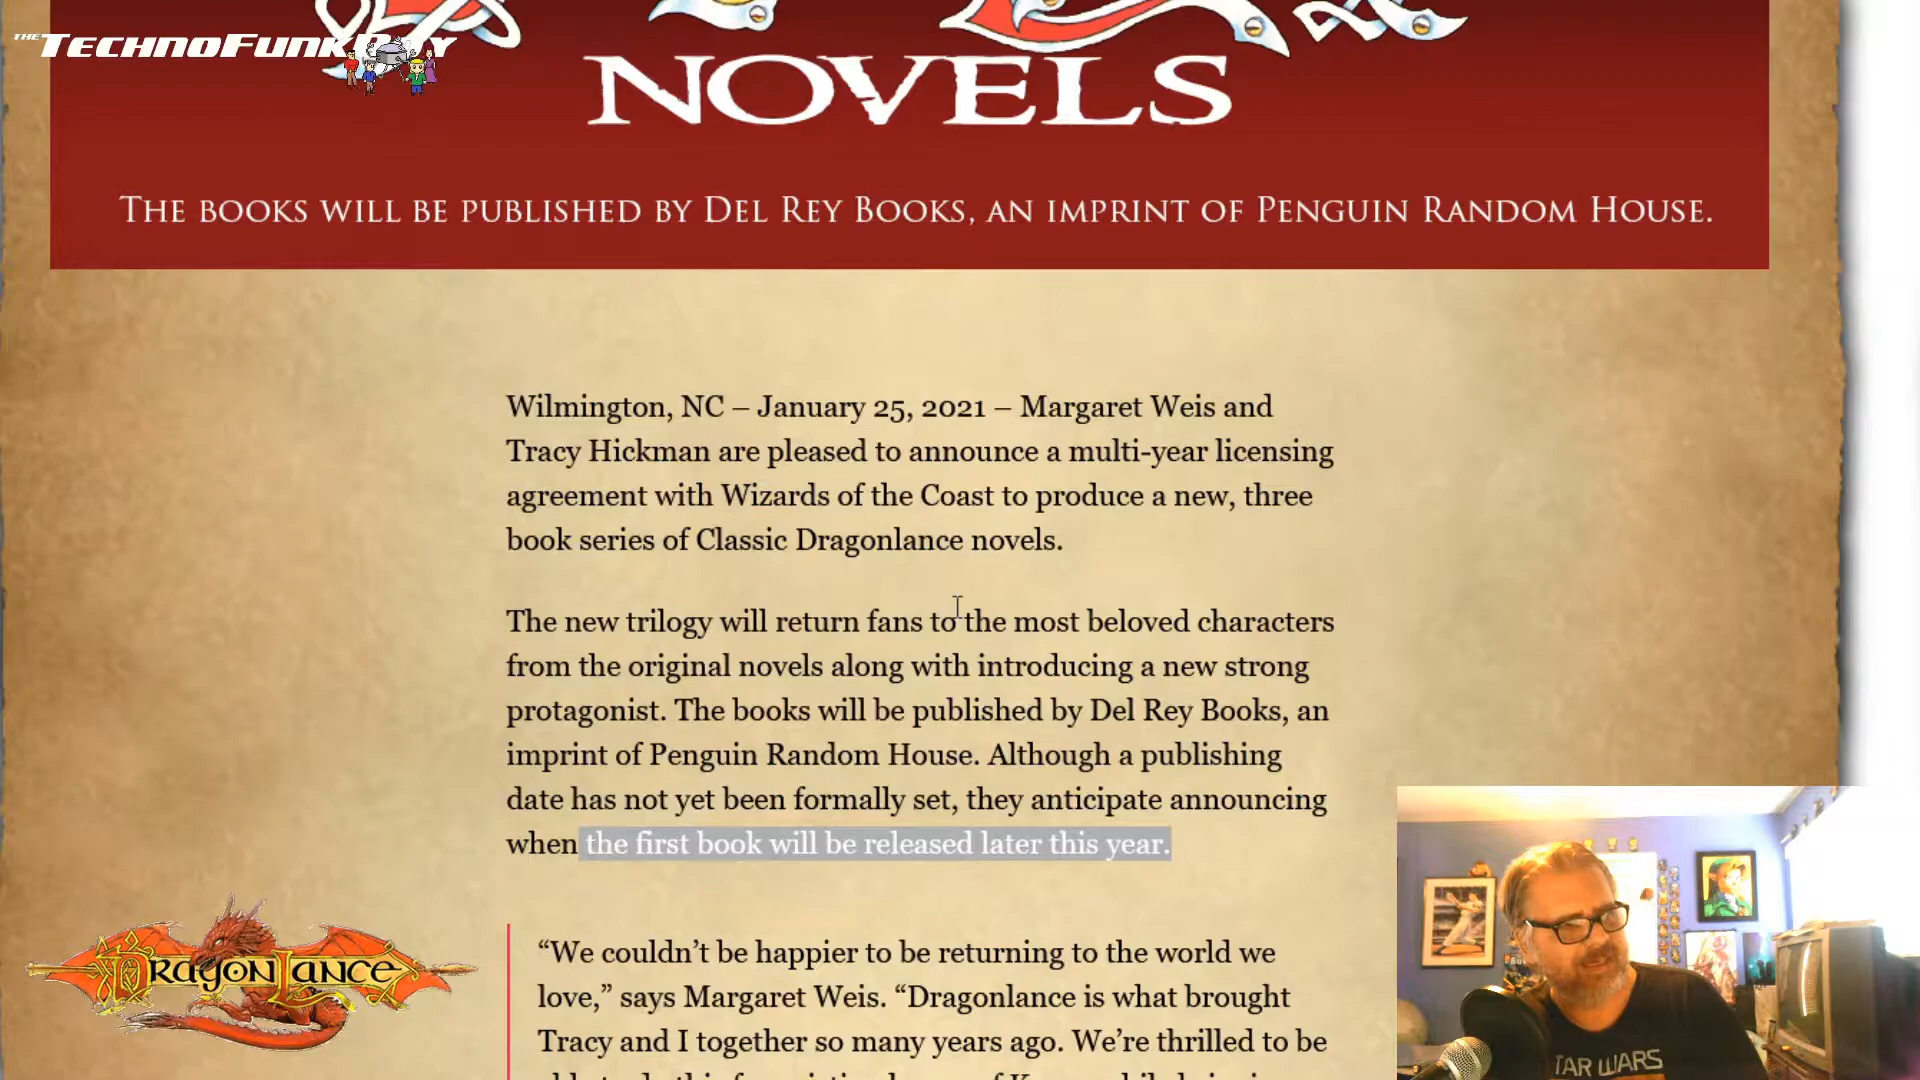 THE TECHNOFUNKBOY
NOVELS
THE BOOKS WILL BE PUBLISHED BY DEL REY BOOKS, AN IMPRINT OF PENGUIN RANDOM HOUSE.
Wilmington, NC – January 25, 2021 – Margaret Weis and
Tracy Hickman are pleased to announce a multi-year licensing
agreement with Wizards of the Coast to produce a new, three
book series of Classic Dragonlance novels.
The new trilogy will return fans to the most beloved characters
from the original novels along with introducing a new strong
protagonist. The books will be published by Del Rey Books, an
imprint of Penguin Random House. Although a publishing
date has not yet been formally set, they anticipate announcing
when the first book will be released later this year.
“We couldn’t be happier to be returning to the world we
love,” says Margaret Weis. “Dragonlance is what brought
Tracy and I together so many years ago. We’re thrilled to be
DRAGONLANCE
TAR WARS